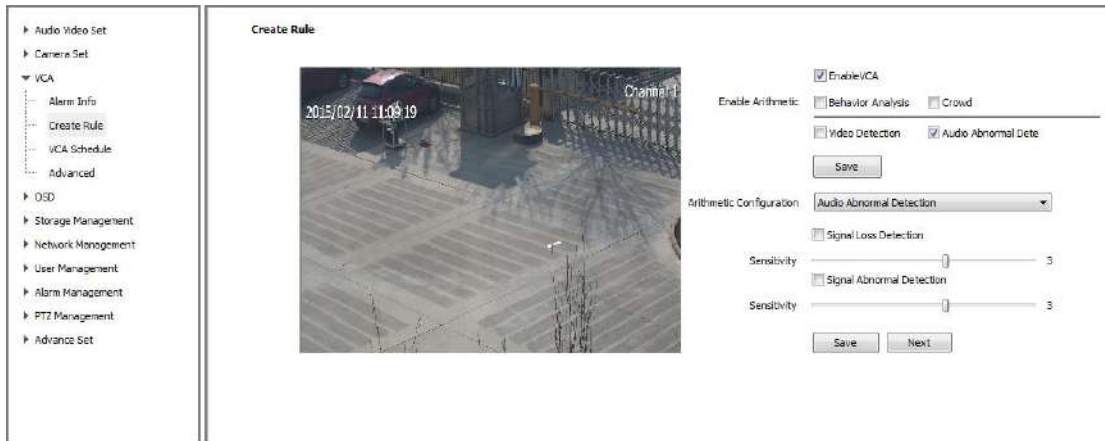 Audio Video Set
Camera Set
VCA
Alarm Info
Create Rule
VCA Schedule
Advanced
OSD
Storage Management
Network Management
User Management
Alarm Management
PTZ Management
Advance Set
Create Rule
2015/02/11 11:09:19
Channel 1
EnableVCA
Enable Arithmetic
Behavior Analysis
Crowd
Video Detection
Audio Abnormal Dete
Save
Arithmetic Configuration
Audio Abnormal Detection
Signal Loss Detection
Sensitivity
3
Signal Abnormal Detection
Sensitivity
3
Save
Next